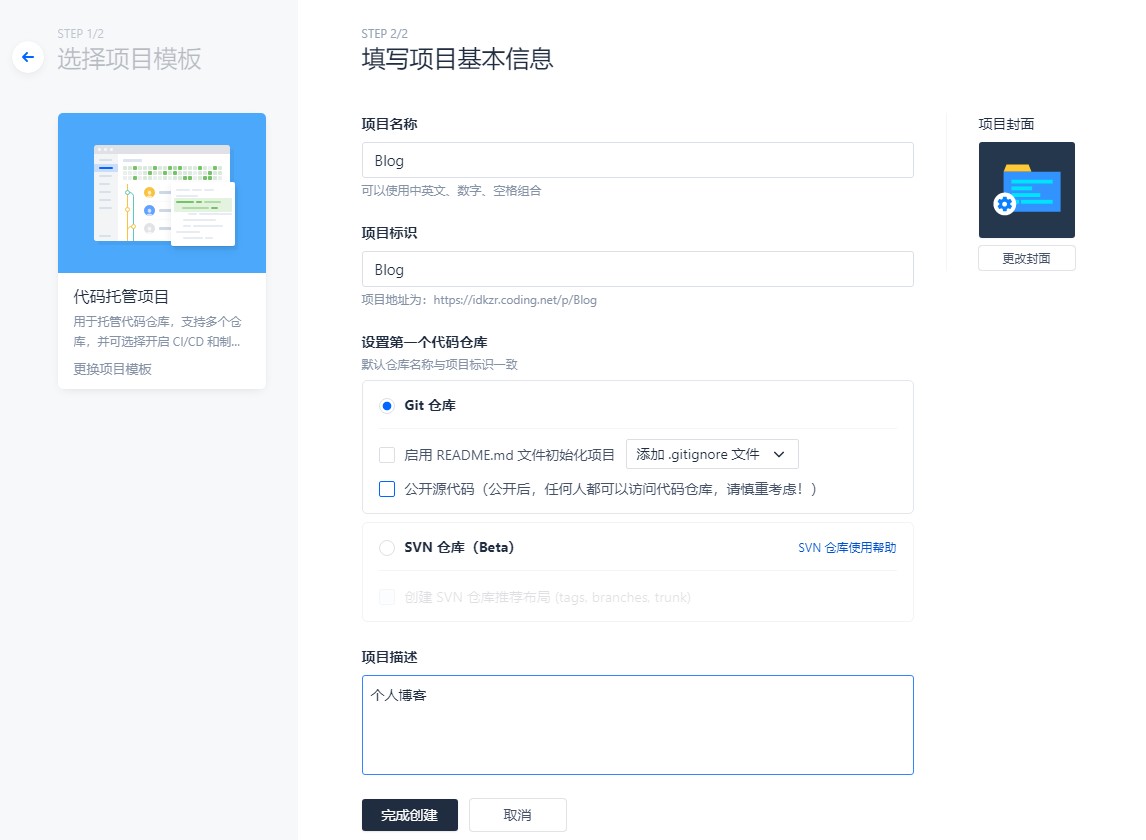 STEP 1/2
选择项目模板
代码托管项目
用于托管代码仓库，支持多个仓
库，并可选择开启 CI/CD 和制...
更换项目模板
STEP 2/2
填写项目基本信息
项目名称
Blog
可以使用中英文、数字、空格组合
项目标识
Blog
项目地址为：https://idkzr.coding.net/p/Blog
设置第一个代码仓库
默认仓库名称与项目标识一致
Git 仓库
启用 README.md 文件初始化项目 添加 .gitignore 文件
公开源代码（公开后，任何人都可以访问代码仓库，请慎重考虑！）
SVN 仓库（Beta） SVN 仓库使用帮助
创建 SVN 仓库推荐布局 (tags, branches, trunk)
项目描述
个人博客
完成创建 取消
项目封面
更改封面